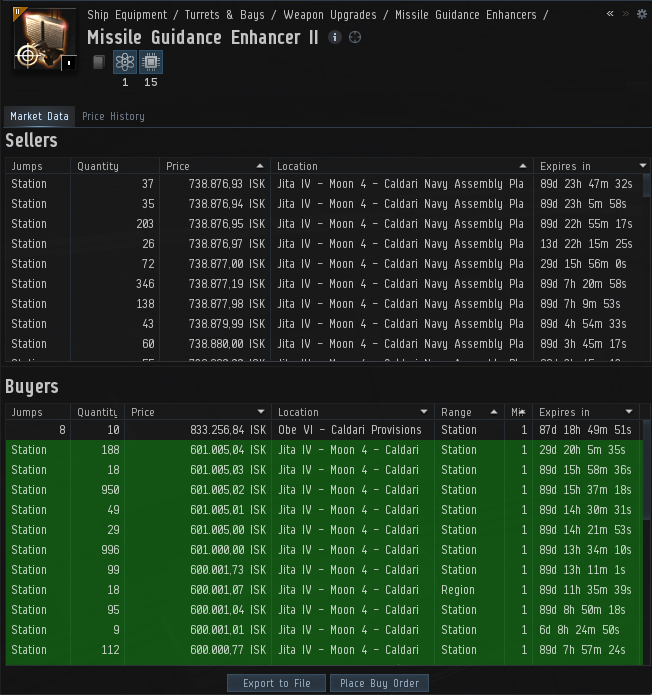 Ship Equipment / Turrets & Bays / Weapon Upgrades / Missile Guidance Enhancers /
Missile Guidance Enhancer II
1 15
Market Data Price History
Sellers
Jumps Quantity Price Location Expires in
Station 37 738.876,93 ISK Jita IV - Moon 4 - Caldari Navy Assembly Pla 89d 23h 47m 32s
Station 35 738.876,94 ISK Jita IV - Moon 4 - Caldari Navy Assembly Pla 89d 23h 5m 58s
Station 203 738.876,95 ISK Jita IV - Moon 4 - Caldari Navy Assembly Pla 89d 22h 55m 17s
Station 26 738.876,97 ISK Jita IV - Moon 4 - Caldari Navy Assembly Pla 13d 22h 15m 25s
Station 72 738.877,00 ISK Jita IV - Moon 4 - Caldari Navy Assembly Pla 29d 15h 56m 0s
Station 346 738.877,19 ISK Jita IV - Moon 4 - Caldari Navy Assembly Pla 89d 7h 20m 58s
Station 138 738.877,98 ISK Jita IV - Moon 4 - Caldari Navy Assembly Pla 89d 7h 9m 53s
Station 43 738.879,99 ISK Jita IV - Moon 4 - Caldari Navy Assembly Pla 89d 4h 54m 33s
Station 60 738.880,00 ISK Jita IV - Moon 4 - Caldari Navy Assembly Pla 89d 3h 45m 17s
Buyers
Jumps Quantity Price Location Range Mi Expires in
8 10 833.256,84 ISK Obe VI - Caldari Provisions Station 1 87d 18h 49m 51s
Station 188 601.005,04 ISK Jita IV - Moon 4 - Caldari Station 1 29d 20h 5m 35s
Station 18 601.005,03 ISK Jita IV - Moon 4 - Caldari Station 1 89d 15h 58m 36s
Station 950 601.005,02 ISK Jita IV - Moon 4 - Caldari Station 1 89d 15h 37m 18s
Station 49 601.005,01 ISK Jita IV - Moon 4 - Caldari Station 1 89d 14h 30m 31s
Station 29 601.005,00 ISK Jita IV - Moon 4 - Caldari Station 1 89d 14h 21m 53s
Station 996 601.000,00 ISK Jita IV - Moon 4 - Caldari Station 1 89d 13h 34m 10s
Station 99 600.001,73 ISK Jita IV - Moon 4 - Caldari Station 1 89d 13h 11m 1s
Station 18 600.001,07 ISK Jita IV - Moon 4 - Caldari Region 1 89d 11h 35m 39s
Station 95 600.001,04 ISK Jita IV - Moon 4 - Caldari Station 1 89d 8h 50m 18s
Station 9 600.001,01 ISK Jita IV - Moon 4 - Caldari Station 1 6d 8h 24m 50s
Station 112 600.000,77 ISK Jita IV - Moon 4 - Caldari Station 1 89d 7h 57m 24s
Export to File Place Buy Order